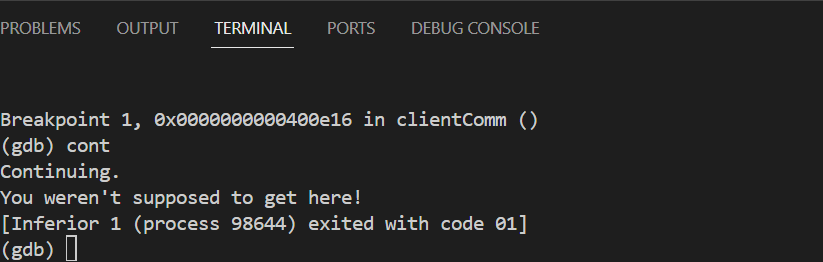 PROBLEMS OUTPUT TERMINAL PORTS DEBUG CONSOLE
Breakpoint 1, 0x0000000000400e16 in clientComm ()
(gdb) cont
Continuing.
You weren't supposed to get here!
[Inferior 1 (process 98644) exited with code 01]
(gdb)